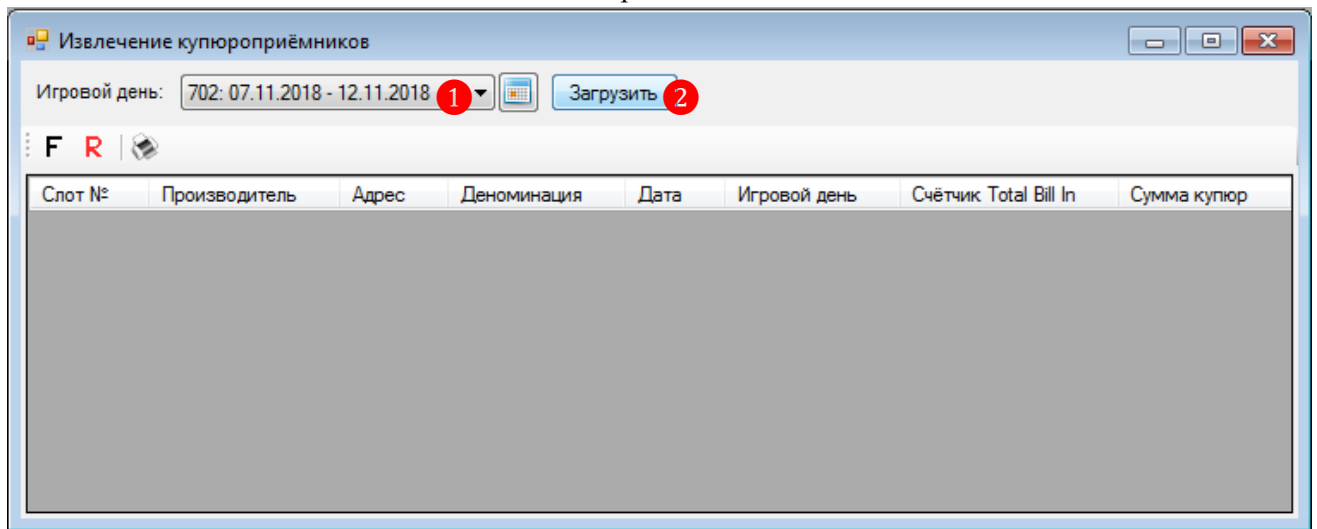 Извлечение купюроприёмников
Игровой день: 702: 07.11.2018 - 12.11.2018 1 Загрузить 2
F R
Слот № Производитель Адрес Деноминация Дата Игровой день Счётчик Total Bill In Сумма купюр